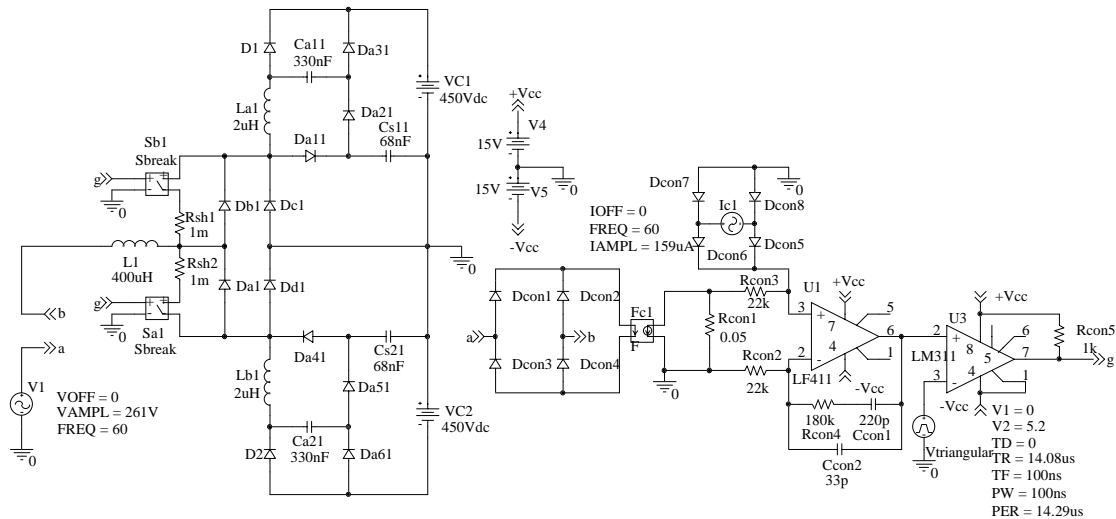 D1
Ca11
330nF
Da31
La1
2uH
Da21
VC1
450Vdc
+
-
Da11
Cs11
68nF
Sb1
Sbreak
g
+ +
- -
0
Rsh1
1m
Db1
Dc1
L1
400uH
Rsh2
1m
Da1
Dd1
0
g
+ +
- -
0
Sa1
Sbreak
b
a
V1
VOFF = 0
VAMPL = 261V
FREQ = 60
0
Da41
Cs21
68nF
Lb1
2uH
Da51
Ca21
330nF
D2
Da61
VC2
450Vdc
+
-
+Vcc
V4
15V
+
-
0
15V
V5
+
-
-Vcc
Dcon7
Dcon8
Ic1
0
IOFF = 0
FREQ = 60
IAMPL = 159uA
Dcon6
Dcon5
Dcon1
Dcon2
a
b
Dcon3
Dcon4
Fc1
F
0
Rcon1
0.05
Rcon3
22k
Rcon2
22k
U1
+Vcc
3
+
7
5
6
4
2
-
1
LF411
-Vcc
180k
Rcon4
220p
Ccon1
Ccon2
33p
U3
+Vcc
2
+
8
5
6
7
LM311
4
3
-
1
-Vcc
Rcon5
1k
g
Vtriangular
0
V1 = 0
V2 = 5.2
TD = 0
TR = 14.08us
TF = 100ns
PW = 100ns
PER = 14.29us